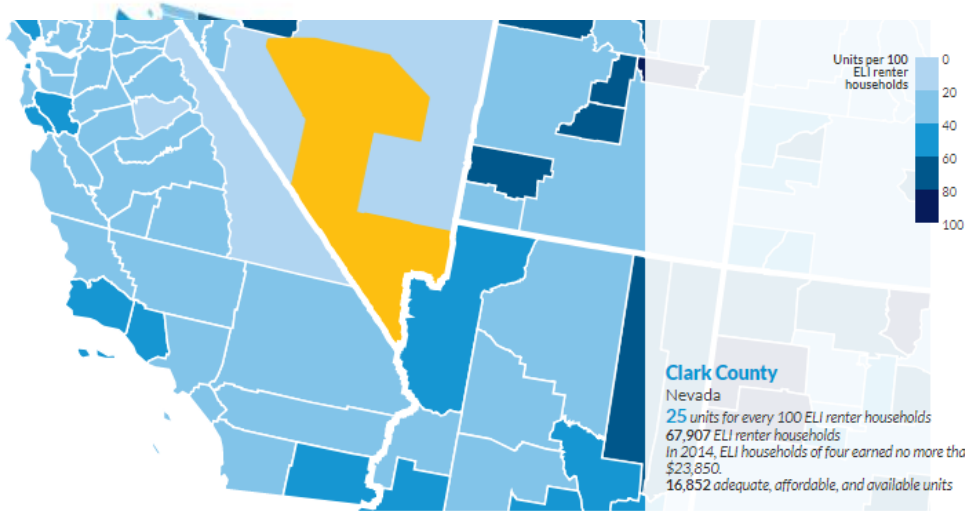 Units per 100
ELI renter
households
0
20
40
60
80
100
Clark County
Nevada
25 units for every 100 ELI renter households
67,907 ELI renter households
In 2014, ELI households of four earned no more tha
$23,850.
16,852 adequate, affordable, and available units